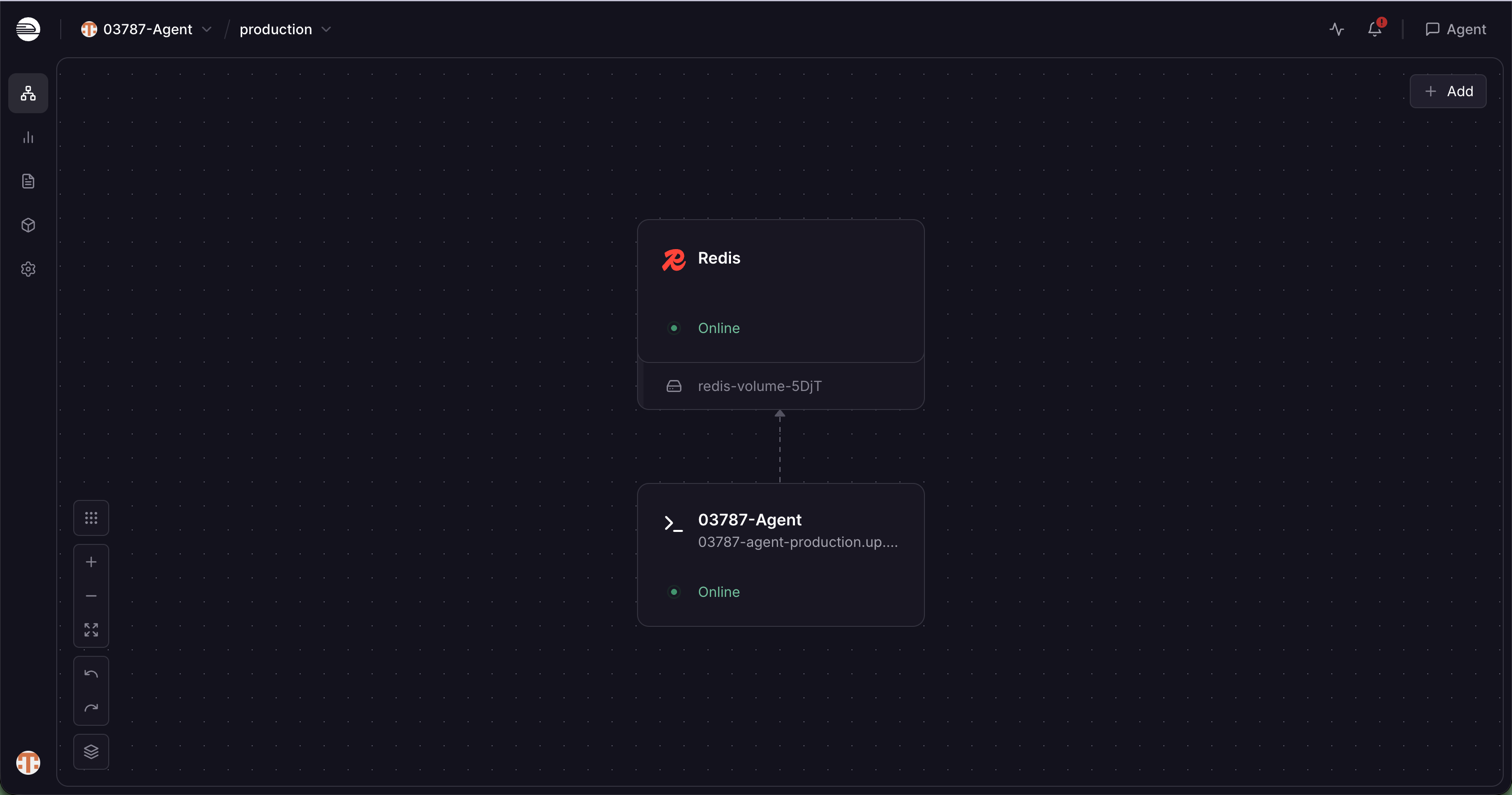 03787-Agent / production
! Agent
Add
Redis
Online
redis-volume-5DjT
03787-Agent
03787-agent-production.up....
Online